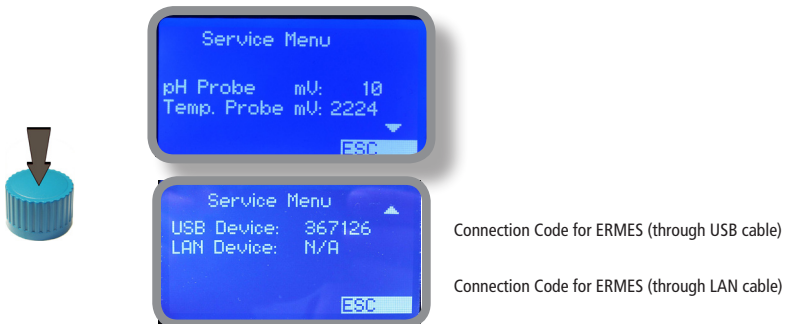 Service Menu
pH Probe mV: 10
Temp. Probe mV: 2224
ESC
Service Menu
USB Device: 367126
LAN Device: N/A
ESC
Connection Code for ERMES (through USB cable)
Connection Code for ERMES (through LAN cable)